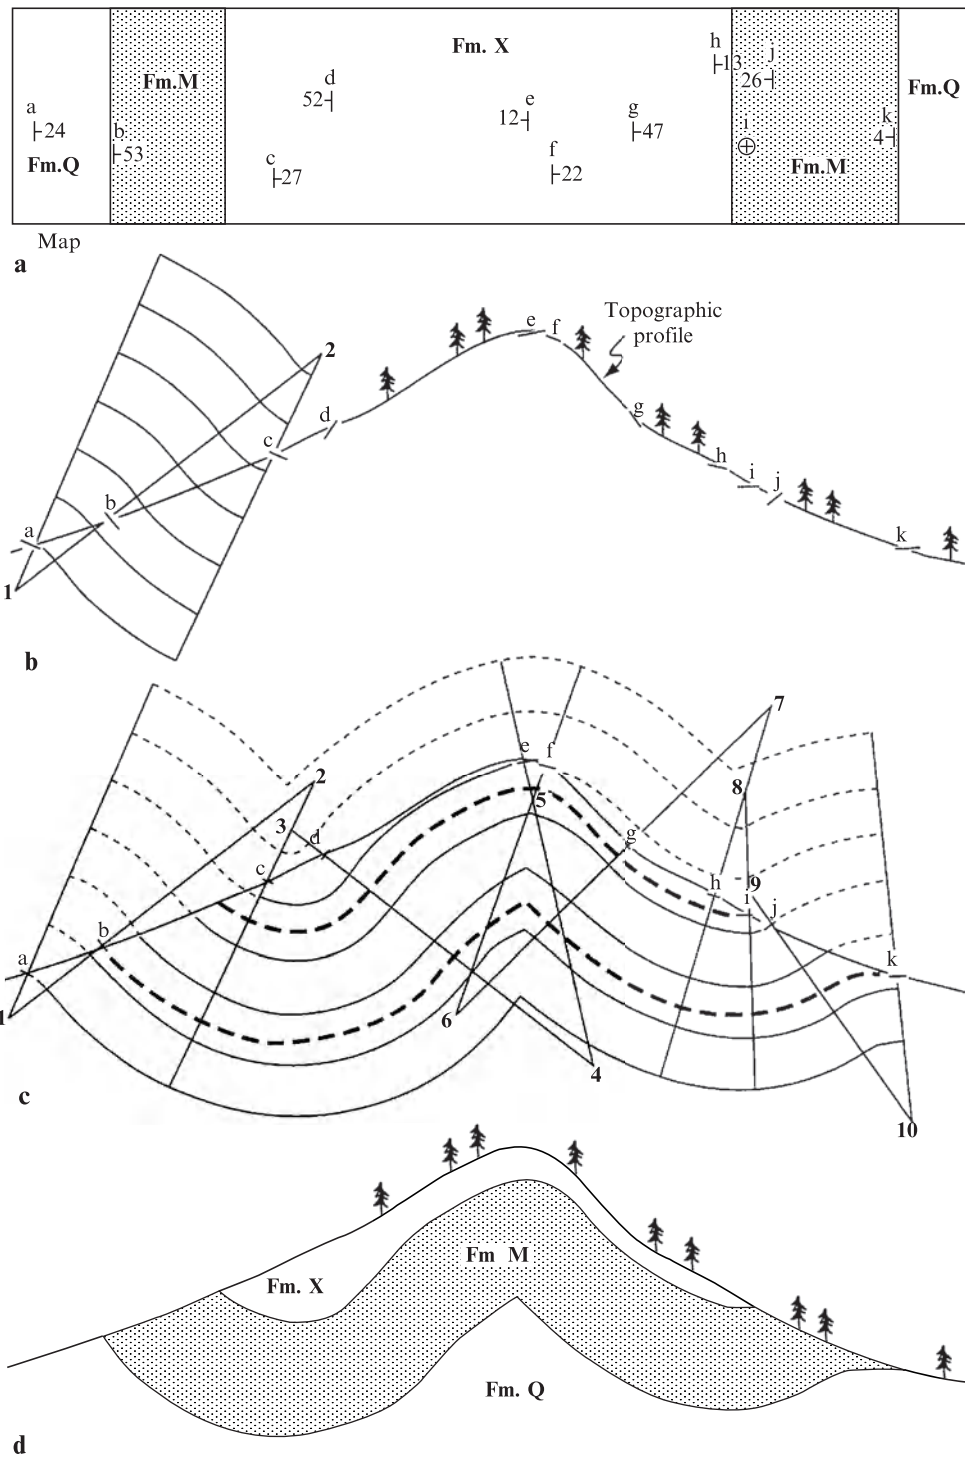 Fm. X
h
13
j
26
d
52
e
12
g
47
a
24
b
53
c
27
f
22
i
k
4
Fm.M
Fm.Q
Fm.Q
Fm.M
Map
a
Topographic
profile
e
f
2
d
c
g
h
i
j
k
b
a
1
b
7
e
f
2
8
3
5
d
g
c
h
9
i
j
b
a
k
1
6
4
c
10
Fm M
Fm. X
Fm. Q
d